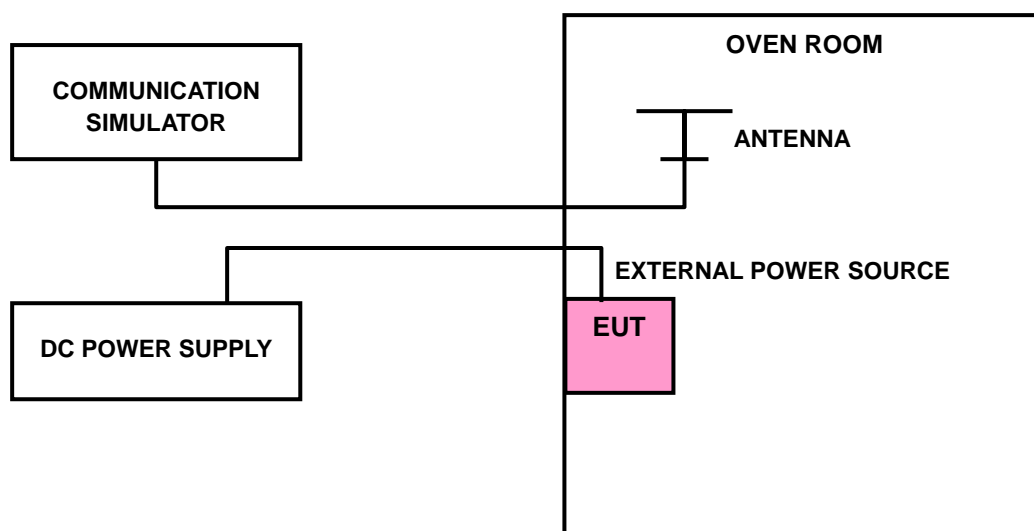 OVEN ROOM
COMMUNICATION
SIMULATOR
ANTENNA
EXTERNAL POWER SOURCE
EUT
DC POWER SUPPLY